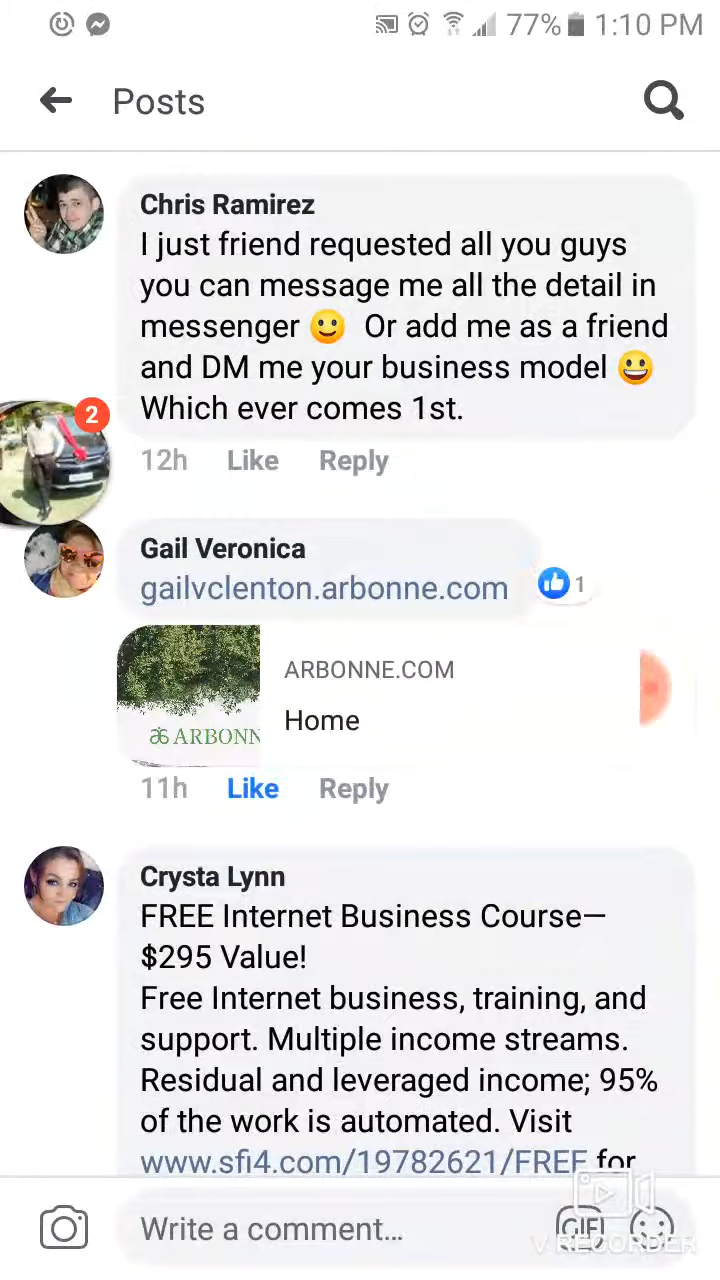 77% 1:10 PM
Posts
Chris Ramirez
I just friend requested all you guys
you can message me all the detail in
messenger 🙂 Or add me as a friend
and DM me your business model 😀
Which ever comes 1st.
2
12h Like Reply
Gail Veronica
gailvclenton.arbonne.com
1
ARBONNE.COM
Home
ARBONN
11h Like Reply
Crysta Lynn
FREE Internet Business Course—
$295 Value!
Free Internet business, training, and
support. Multiple income streams.
Residual and leveraged income; 95%
of the work is automated. Visit
www.sfi4.com/19782621/FREE for
Write a comment...
GIF
V RECORDER